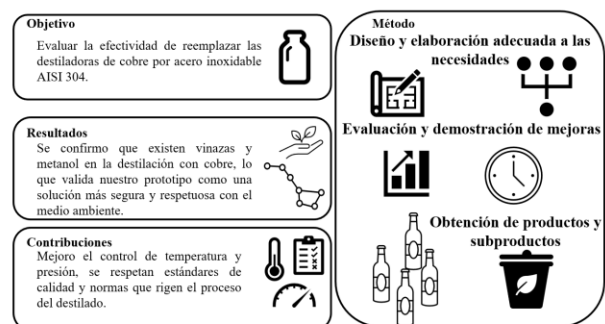 Objetivo
Evaluar la efectividad de reemplazar las
destiladoras de cobre por acero inoxidable
AISI 304.
Resultados
Se confirmo que existen vinazas y
metanol en la destilación con cobre, lo
que valida nuestro prototipo como una
solución más segura y respetuosa con el
medio ambiente.
Contribuciones
Mejoro el control de temperatura y
presión, se respetan estándares de
calidad y normas que rigen el proceso
del destilado.
Método
Diseño y elaboración adecuada a las
necesidades
Evaluación y demostración de mejoras
Obtención de productos y
subproductos